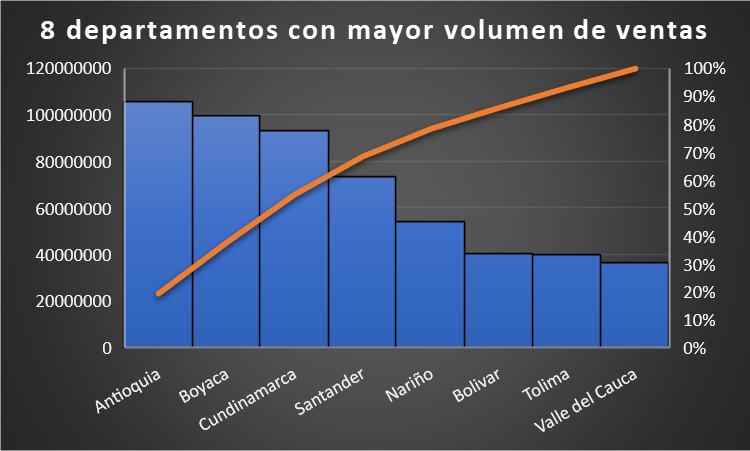 8 departamentos con mayor volumen de ventas
120000000
100000000
80000000
60000000
40000000
20000000
0
100%
90%
80%
70%
60%
50%
40%
30%
20%
10%
0%
Antioquia
Boyaca
Cundinamarca
Santander
Nariño
Bolivar
Tolima
Valle del Cauca